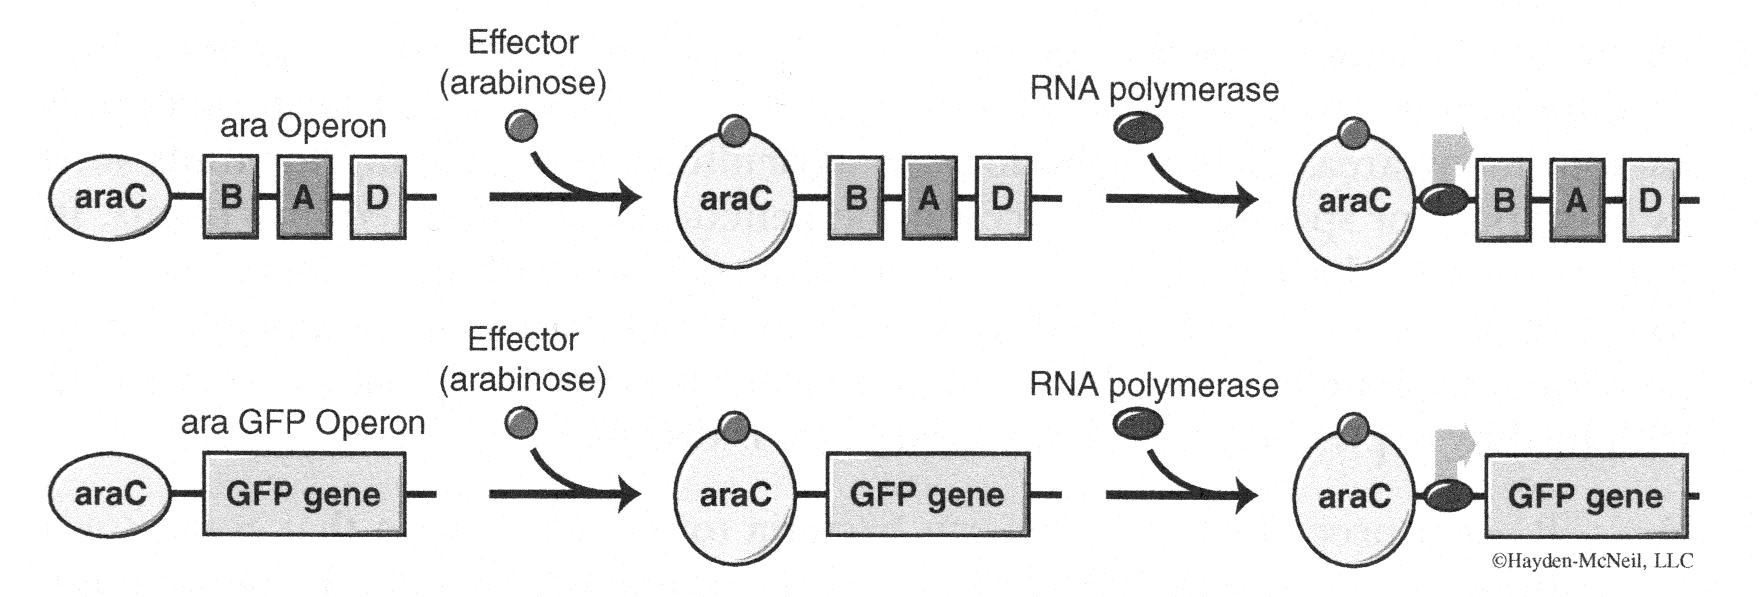 Effector
(arabinose)
RNA polymerase
ara Operon
araC B A D
araC B A D
araC B A D
Effector
(arabinose)
RNA polymerase
ara GFP Operon
araC GFP gene
araC GFP gene
araC GFP gene
©Hayden-McNeil, LLC